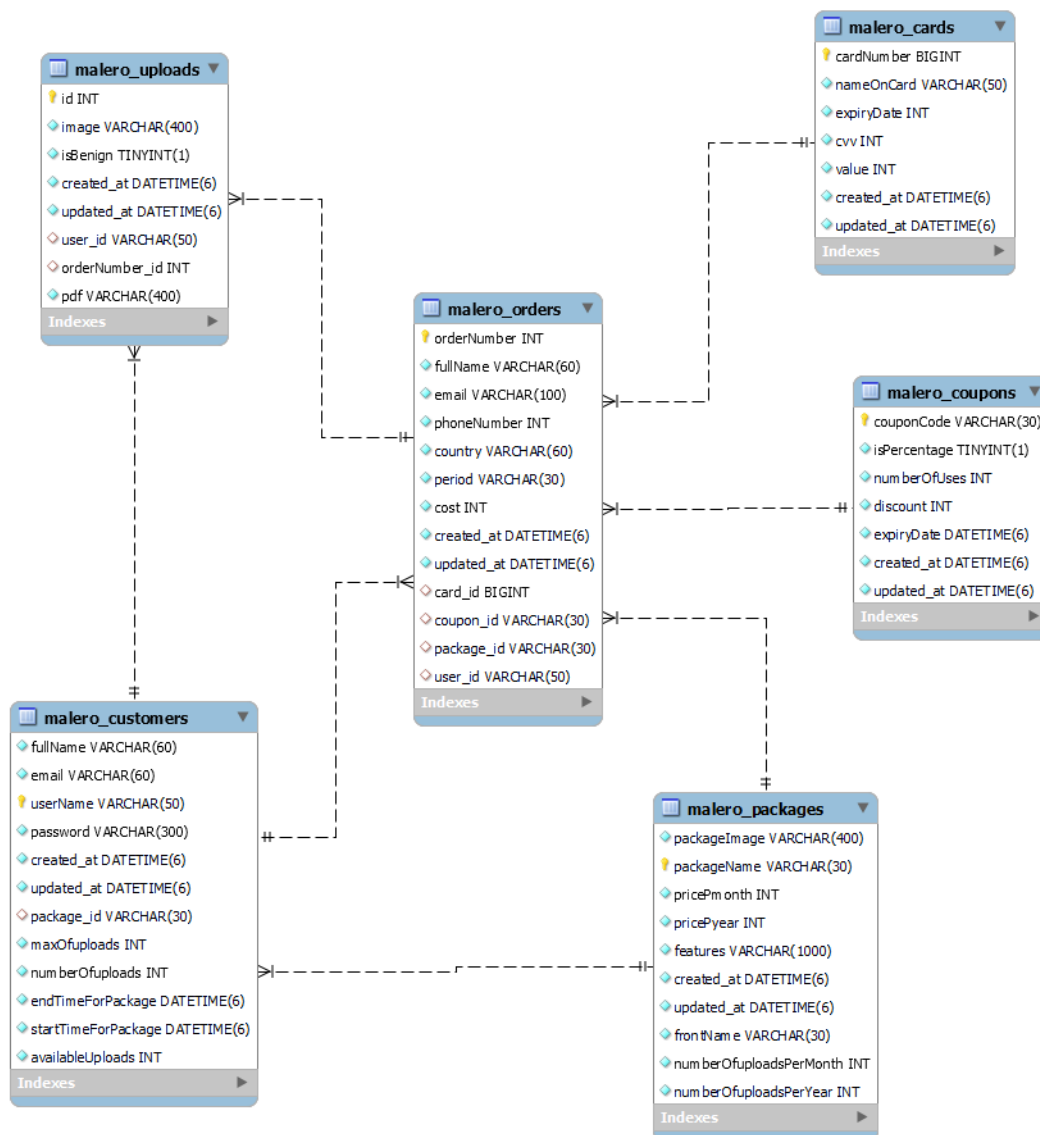 malero_uploads
id INT
image VARCHAR(400)
isBenign TINYINT(1)
created_at DATETIME(6)
updated_at DATETIME(6)
user_id VARCHAR(50)
orderNumber_id INT
pdf VARCHAR(400)
Indexes
malero_cards
cardNumber BIGINT
nameOnCard VARCHAR(50)
expiryDate INT
cvv INT
value INT
created_at DATETIME(6)
updated_at DATETIME(6)
Indexes
malero_orders
orderNumber INT
fullName VARCHAR(60)
email VARCHAR(100)
phoneNumber INT
country VARCHAR(60)
period VARCHAR(30)
cost INT
created_at DATETIME(6)
updated_at DATETIME(6)
card_id BIGINT
coupon_id VARCHAR(30)
package_id VARCHAR(30)
user_id VARCHAR(50)
Indexes
malero_coupons
couponCode VARCHAR(30)
isPercentage TINYINT(1)
numberOfUses INT
discount INT
expiryDate DATETIME(6)
created_at DATETIME(6)
updated_at DATETIME(6)
Indexes
malero_customers
fullName VARCHAR(60)
email VARCHAR(60)
userName VARCHAR(50)
password VARCHAR(300)
created_at DATETIME(6)
updated_at DATETIME(6)
package_id VARCHAR(30)
maxOfuploads INT
numberOfuploads INT
endTimeForPackage DATETIME(6)
startTimeForPackage DATETIME(6)
availableUploads INT
Indexes
malero_packages
packageImage VARCHAR(400)
packageName VARCHAR(30)
pricePmonth INT
pricePyear INT
features VARCHAR(1000)
created_at DATETIME(6)
updated_at DATETIME(6)
frontName VARCHAR(30)
numberOfuploadsPerMonth INT
numberOfuploadsPerYear INT
Indexes